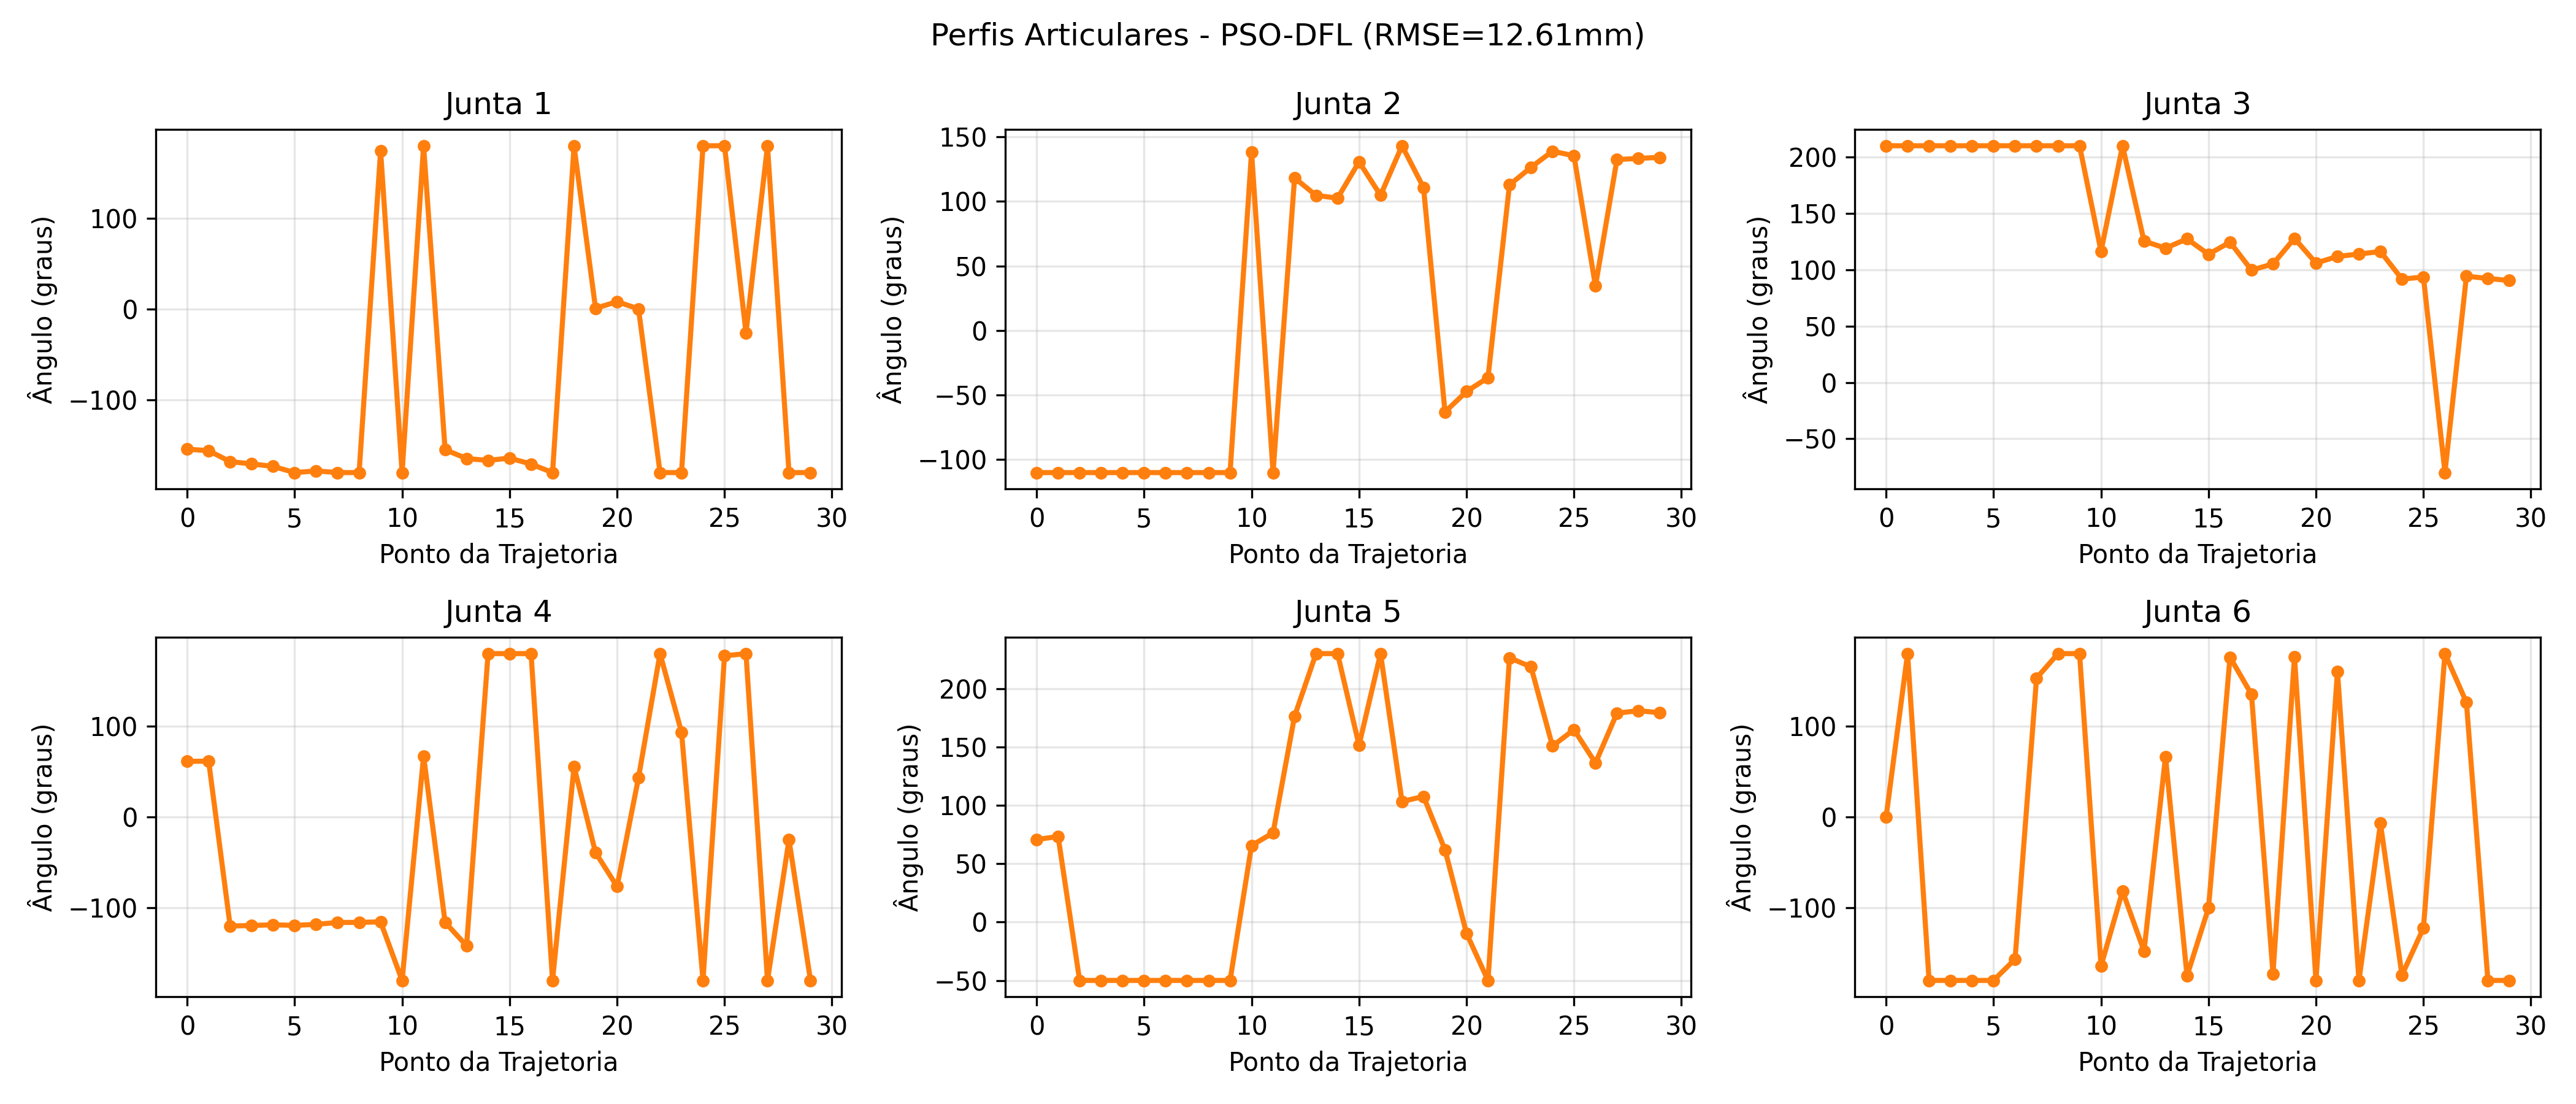 Perfis Articulares - PSO-DFL (RMSE=12.61mm)
Junta 1
Junta 2
Junta 3
Ângulo (graus)
100
0
−100
0 5 10 15 20 25 30
Ponto da Trajetoria
Ângulo (graus)
150
100
50
0
−50
−100
0 5 10 15 20 25 30
Ponto da Trajetoria
Ângulo (graus)
200
150
100
50
0
−50
0 5 10 15 20 25 30
Ponto da Trajetoria
Junta 4
Junta 5
Junta 6
Ângulo (graus)
100
0
−100
0 5 10 15 20 25 30
Ponto da Trajetoria
Ângulo (graus)
200
150
100
50
0
−50
0 5 10 15 20 25 30
Ponto da Trajetoria
Ângulo (graus)
100
0
−100
0 5 10 15 20 25 30
Ponto da Trajetoria